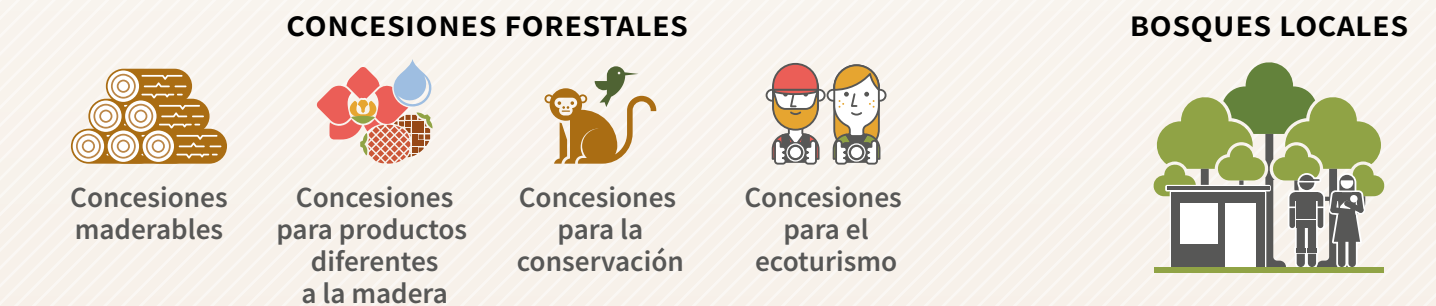 CONCESIONES FORESTALES
Concesiones
maderables
Concesiones
para productos
diferentes
a la madera
Concesiones
para la
conservación
Concesiones
para el
ecoturismo
BOSQUES LOCALES